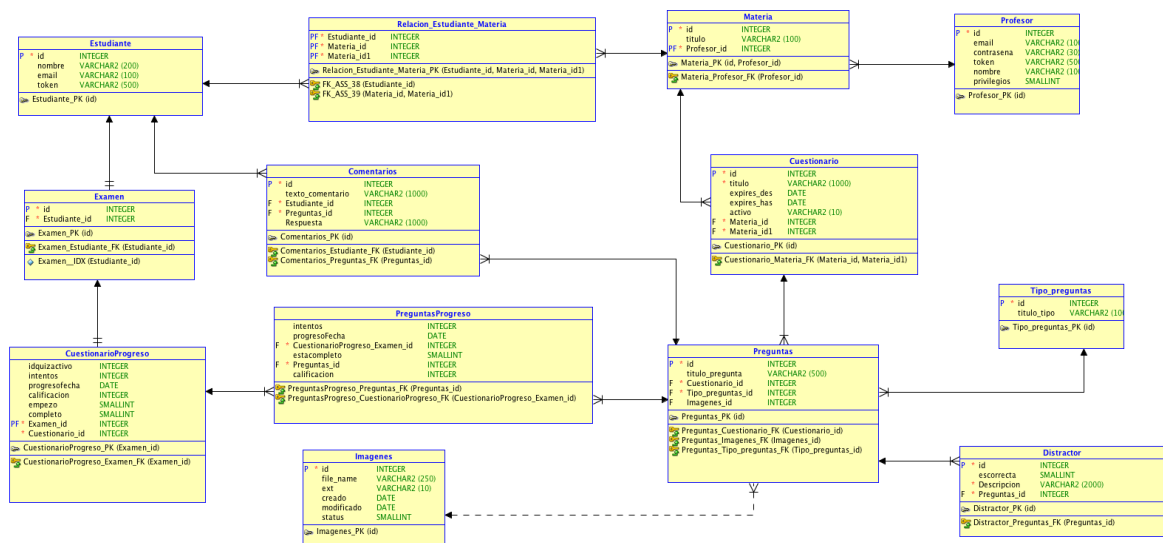 Estudiante
P * id INTEGER
nombre VARCHAR2 (200)
email VARCHAR2 (100)
token VARCHAR2 (500)
Estudiante_PK (id)
Relacion_Estudiante_Materia
PF * Estudiante_id INTEGER
PF * Materia_id INTEGER
PF * Materia_id1 INTEGER
Relacion_Estudiante_Materia_PK (Estudiante_id, Materia_id, Materia_id1)
FK_ASS_38 (Estudiante_id)
FK_ASS_39 (Materia_id, Materia_id1)
Materia
P * id INTEGER
titulo VARCHAR2 (100)
PF * Profesor_id INTEGER
Materia_PK (id, Profesor_id)
Materia_Profesor_FK (Profesor_id)
Profesor
P * id INTEGER
email VARCHAR2 (10
contrasena VARCHAR2 (30
token VARCHAR2 (50
nombre VARCHAR2 (10
privilegios SMALLINT
Profesor_PK (id)
Examen
P * id INTEGER
F * Estudiante_id INTEGER
Examen_PK (id)
Examen_Estudiante_FK (Estudiante_id)
Examen__IDX (Estudiante_id)
Comentarios
P * id INTEGER
texto_comentario VARCHAR2 (1000)
F * Estudiante_id INTEGER
F * Preguntas_id INTEGER
Respuesta VARCHAR2 (1000)
Comentarios_PK (id)
Comentarios_Estudiante_FK (Estudiante_id)
Comentarios_Preguntas_FK (Preguntas_id)
Cuestionario
P * id INTEGER
* titulo VARCHAR2 (1000)
expires_des DATE
expires_has DATE
activo VARCHAR2 (10)
F * Materia_id INTEGER
F * Materia_id1 INTEGER
Cuestionario_PK (id)
Cuestionario_Materia_FK (Materia_id, Materia_id1)
Tipo_preguntas
P * id INTEGER
titulo_tipo VARCHAR2 (10
Tipo_preguntas_PK (id)
CuestionarioProgreso
idquizactivo INTEGER
intentos INTEGER
progresofecha DATE
calificacion INTEGER
empezo SMALLINT
completo SMALLINT
PF * Examen_id INTEGER
* Cuestionario_id INTEGER
CuestionarioProgreso_PK (Examen_id)
CuestionarioProgreso_Examen_FK (Examen_id)
PreguntasProgreso
intentos INTEGER
progresoFecha DATE
F * CuestionarioProgreso_Examen_id INTEGER
estacompleto SMALLINT
F * Preguntas_id INTEGER
calificacion INTEGER
PreguntasProgreso_Preguntas_FK (Preguntas_id)
PreguntasProgreso_CuestionarioProgreso_FK (CuestionarioProgreso_Examen_id)
Preguntas
P * id INTEGER
titulo_pregunta VARCHAR2 (500)
F * Cuestionario_id INTEGER
F * Tipo_preguntas_id INTEGER
F Imagenes_id INTEGER
Preguntas_PK (id)
Preguntas_Cuestionario_FK (Cuestionario_id)
Preguntas_Imagenes_FK (Imagenes_id)
Preguntas_Tipo_preguntas_FK (Tipo_preguntas_id)
Imagenes
P * id INTEGER
file_name VARCHAR2 (250)
ext VARCHAR2 (10)
creado DATE
modificado DATE
status SMALLINT
Imagenes_PK (id)
Distractor
P * id INTEGER
escorrecta SMALLINT
* Descripcion VARCHAR2 (2000)
F * Preguntas_id INTEGER
Distractor_PK (id)
Distractor_Preguntas_FK (Preguntas_id)